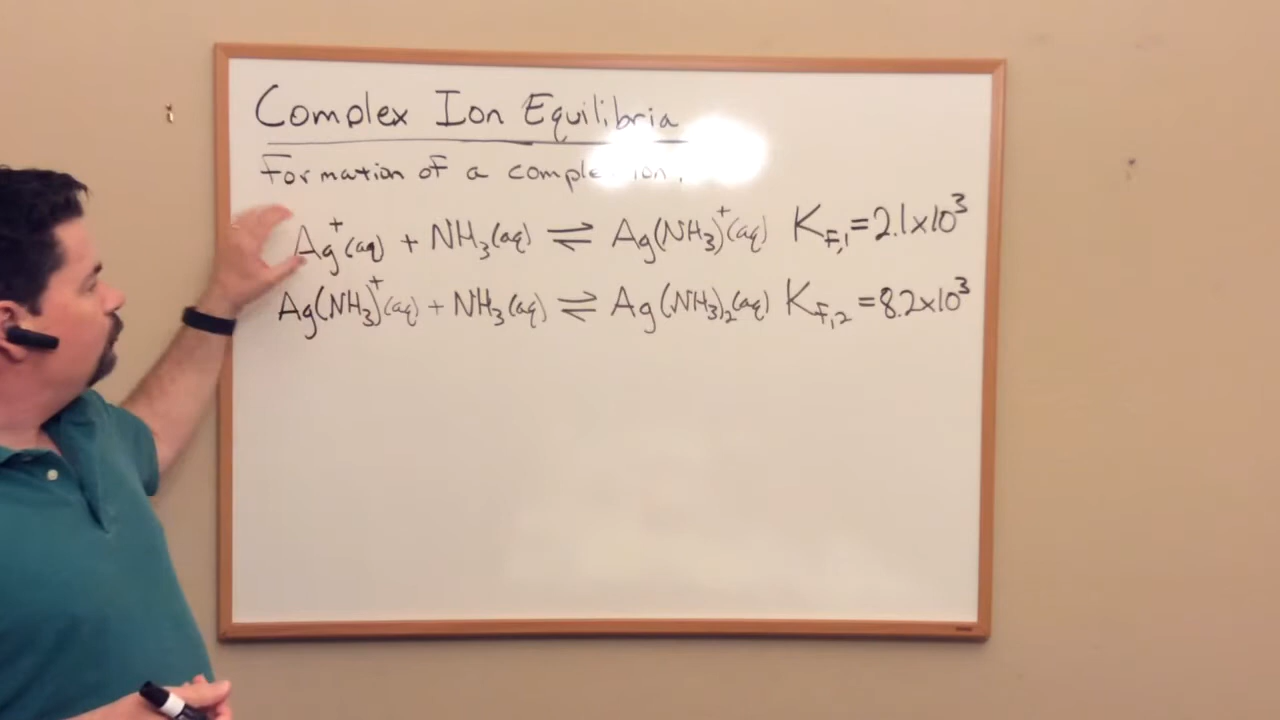 Complex Ion Equilibria
Formation of a ion.
Ag⁺(aq) + NH₃(aq) ⇌ Ag(NH₃)⁺(aq) K_F,1 = 2.1x10³
Ag(NH₃)⁺(aq) + NH₃(aq) ⇌ Ag(NH₃)₂(aq) K_F,2 = 8.2x10³